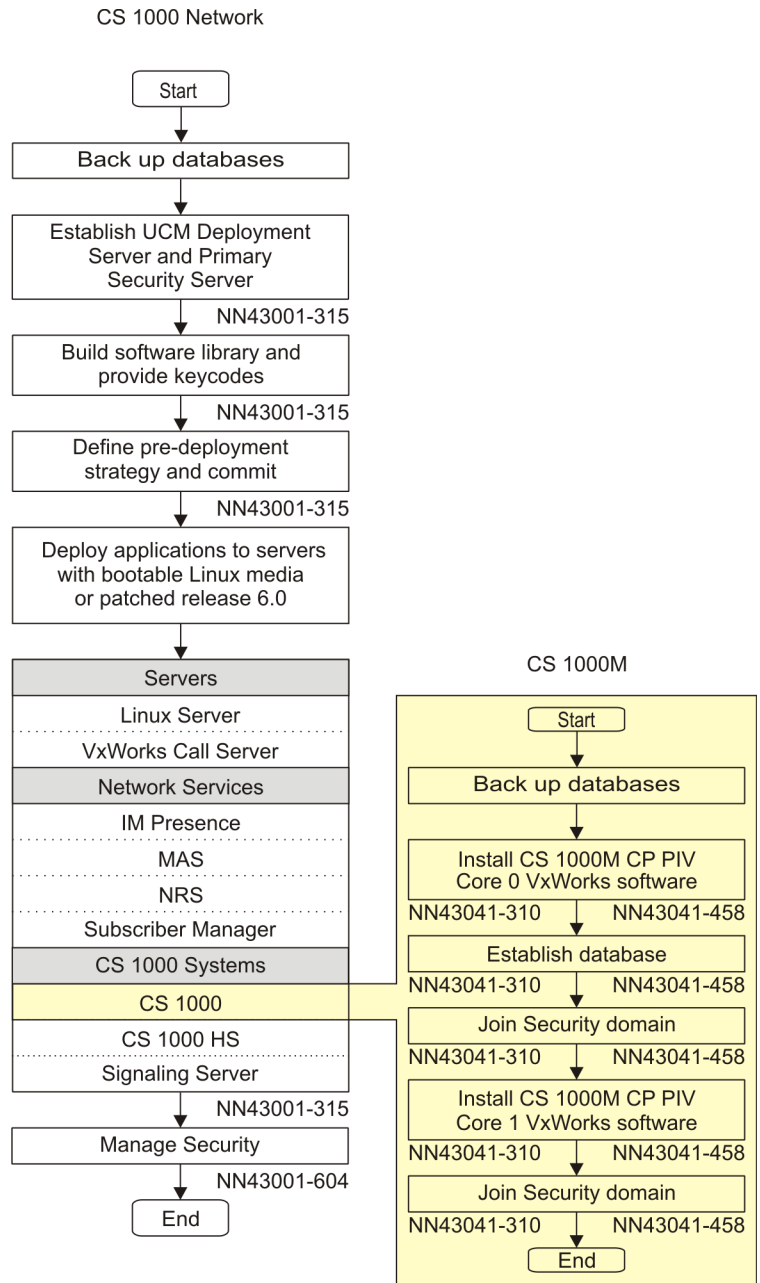 CS 1000 Network
Start
Back up databases
Establish UCM Deployment
Server and Primary
Security Server
NN43001-315
Build software library and
provide keycodes
NN43001-315
Define pre-deployment
strategy and commit
NN43001-315
Deploy applications to servers
with bootable Linux media
or patched release 6.0
Servers
Linux Server
VxWorks Call Server
Network Services
IM Presence
MAS
NRS
Subscriber Manager
CS 1000 Systems
CS 1000
CS 1000 HS
Signaling Server
NN43001-315
Manage Security
NN43001-604
End
CS 1000M
Start
Back up databases
Install CS 1000M CP PIV
Core 0 VxWorks software
NN43041-310 NN43041-458
Establish database
NN43041-310 NN43041-458
Join Security domain
NN43041-310 NN43041-458
Install CS 1000M CP PIV
Core 1 VxWorks software
NN43041-310 NN43041-458
Join Security domain
NN43041-310 NN43041-458
End